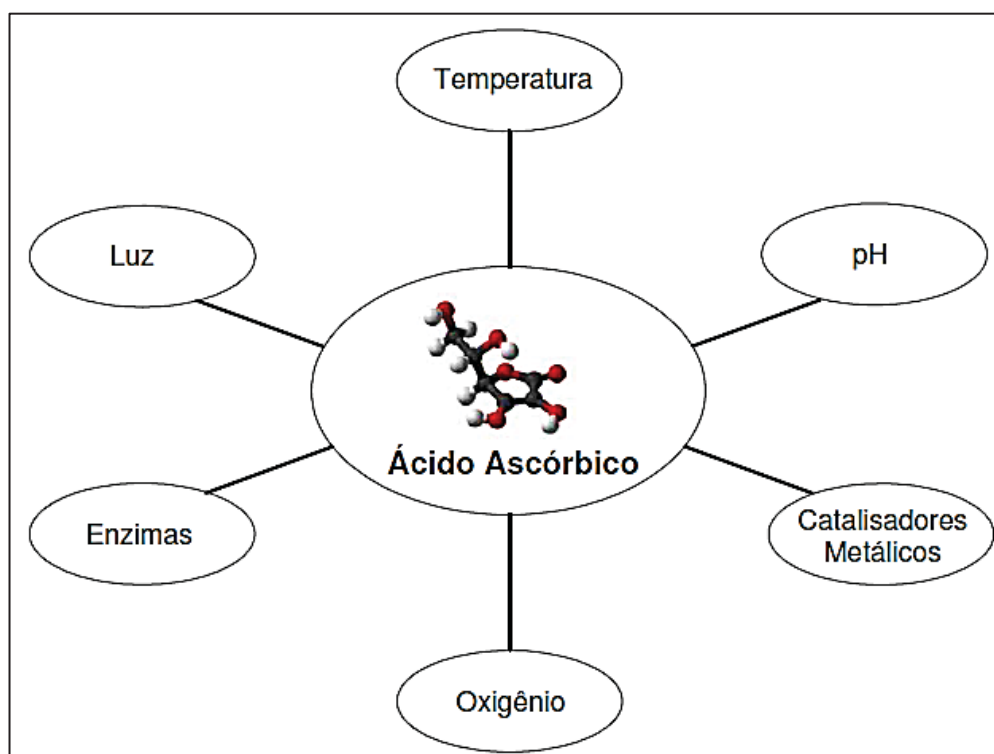 Temperatura
Luz
pH
Ácido Ascórbico
Enzimas
Catalisadores
Metálicos
Oxigênio